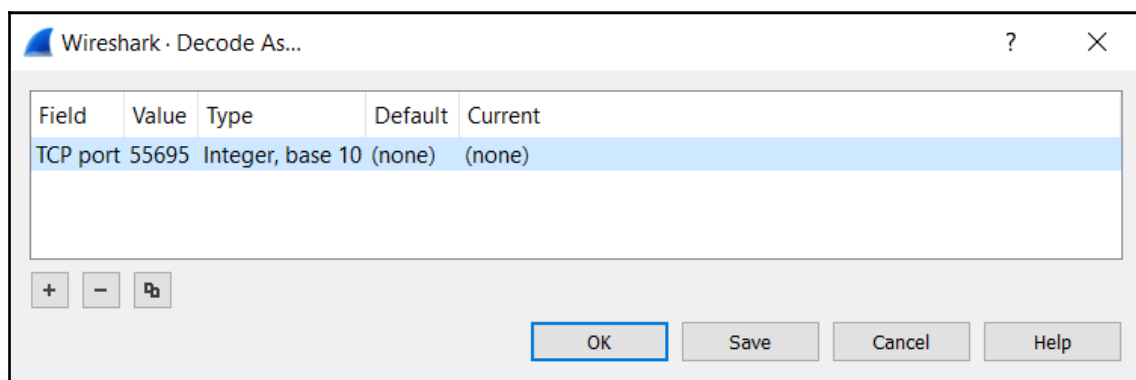 Wireshark · Decode As...
? ×
Field Value Type Default Current
TCP port 55695 Integer, base 10 (none) (none)
+ −
OK Save Cancel Help